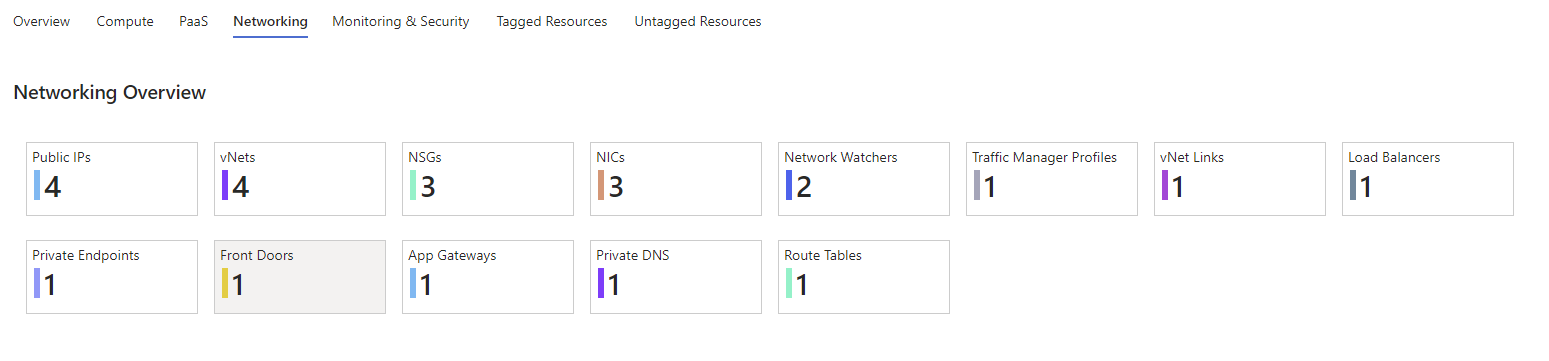 Overview Compute PaaS Networking Monitoring & Security Tagged Resources Untagged Resources
Networking Overview
Public IPs vNets NSGs NICs Network Watchers Traffic Manager Profiles vNet Links Load Balancers
4 4 3 3 2 1 1 1
Private Endpoints Front Doors App Gateways Private DNS Route Tables
1 1 1 1 1